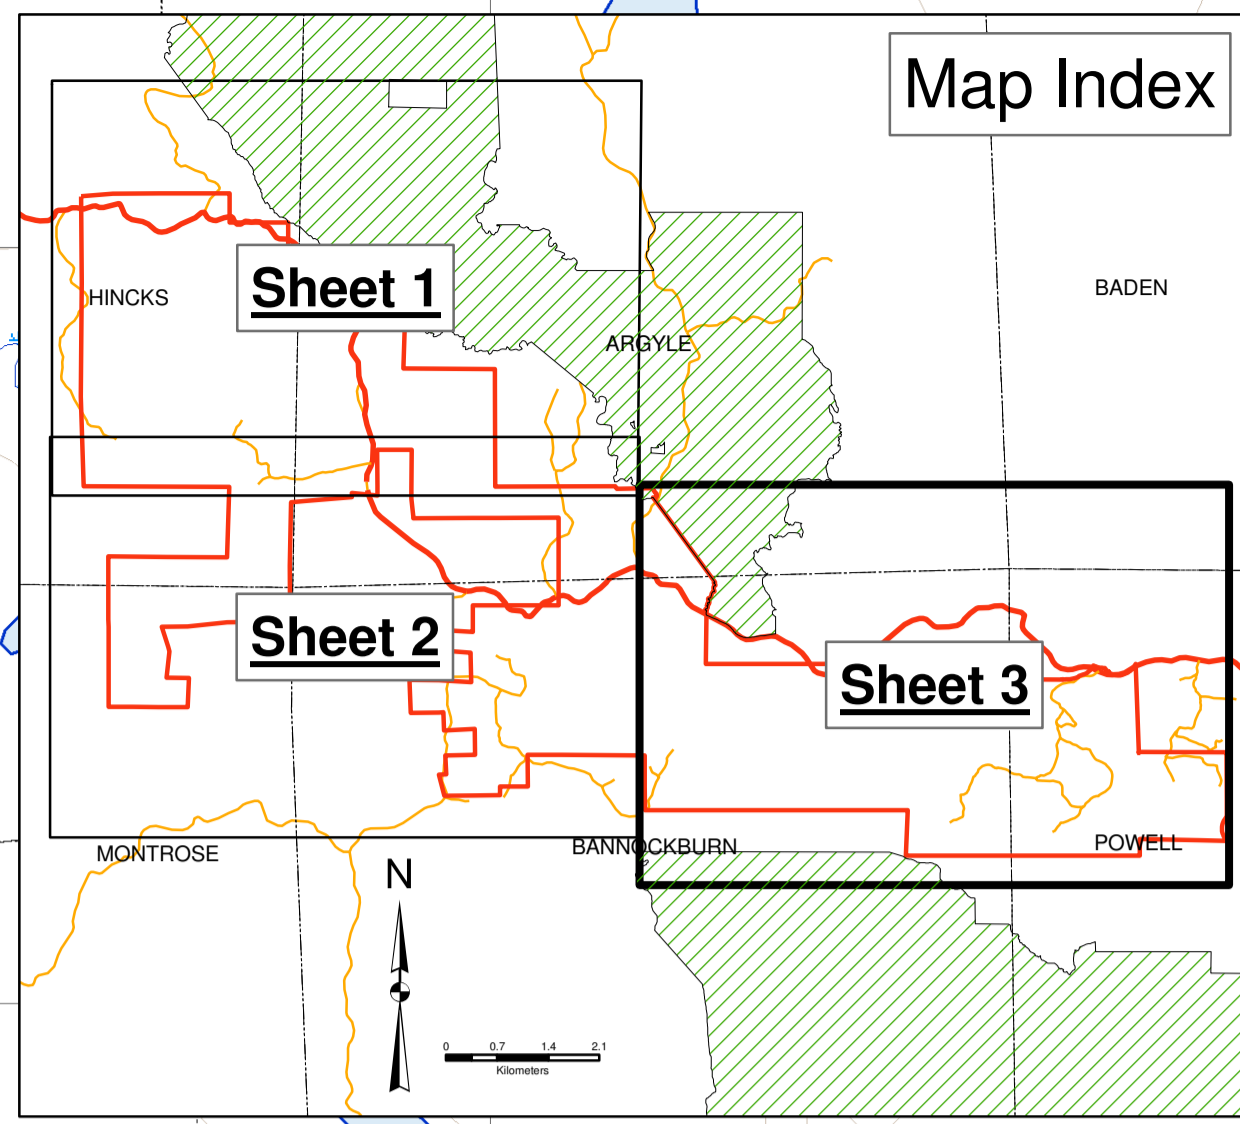 Map Index
Sheet 1
HINCKS
BADEN
ARGYLE
Sheet 2
Sheet 3
MONTROSE
BANNOCKBURN
POWELL
N
0 0.7 1.4 2.1
Kilometers